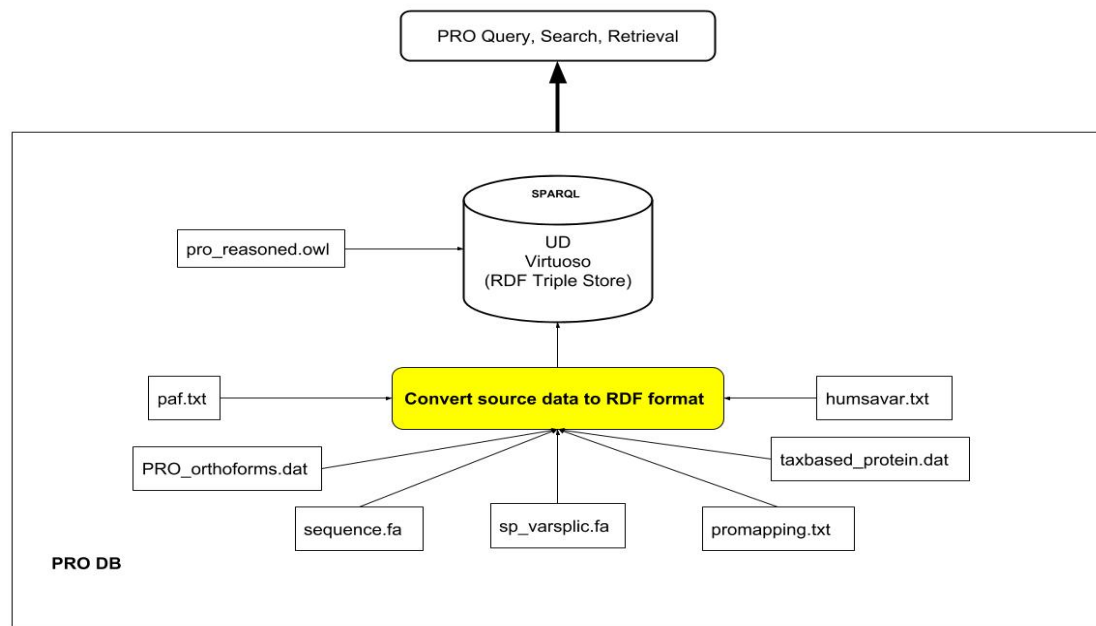 PRO Query, Search, Retrieval
SPARQL
UD
Virtuoso
(RDF Triple Store)
pro_reasoned.owl
Convert source data to RDF format
paf.txt
humsavar.txt
PRO_orthoforms.dat
taxbased_protein.dat
sequence.fa
sp_varsplic.fa
promapping.txt
PRO DB